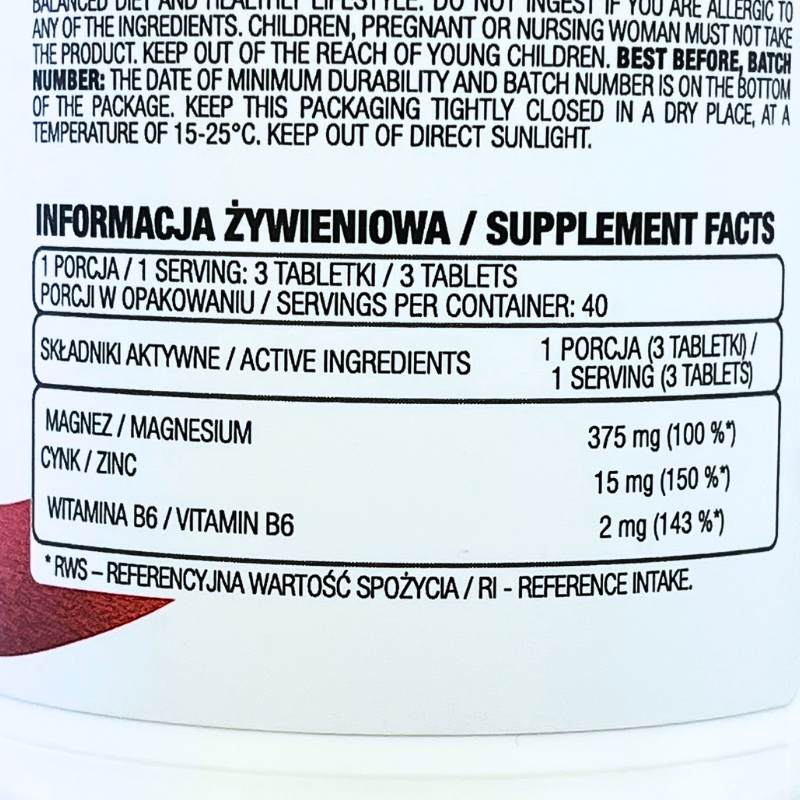 BALANCED DIET AND HEALTHLY LIFESTYLE. DO NOT INGEST IF YOU ARE ALLERGIC TO
ANY OF THE INGREDIENTS. CHILDREN, PREGNANT OR NURSING WOMAN MUST NOT TAKE
THE PRODUCT. KEEP OUT OF THE REACH OF YOUNG CHILDREN. BEST BEFORE, BATCH
NUMBER: THE DATE OF MINIMUM DURABILITY AND BATCH NUMBER IS ON THE BOTTOM
OF THE PACKAGE. KEEP THIS PACKAGING TIGHTLY CLOSED IN A DRY PLACE, AT A
TEMPERATURE OF 15-25°C. KEEP OUT OF DIRECT SUNLIGHT.
INFORMACJA ŻYWIENIOWA / SUPPLEMENT FACTS
1 PORCJA / 1 SERVING: 3 TABLETKI / 3 TABLETS
PORCJI W OPAKOWANIU / SERVINGS PER CONTAINER: 40
SKŁADNIKI AKTYWNE / ACTIVE INGREDIENTS
1 PORCJA (3 TABLETKI) /
1 SERVING (3 TABLETS)
MAGNEZ / MAGNESIUM 375 mg (100 %*)
CYNK / ZINC 15 mg (150 %*)
WITAMINA B6 / VITAMIN B6 2 mg (143 %*)
* RWS – REFERENCYJNA WARTOŚĆ SPOŻYCIA / RI - REFERENCE INTAKE.